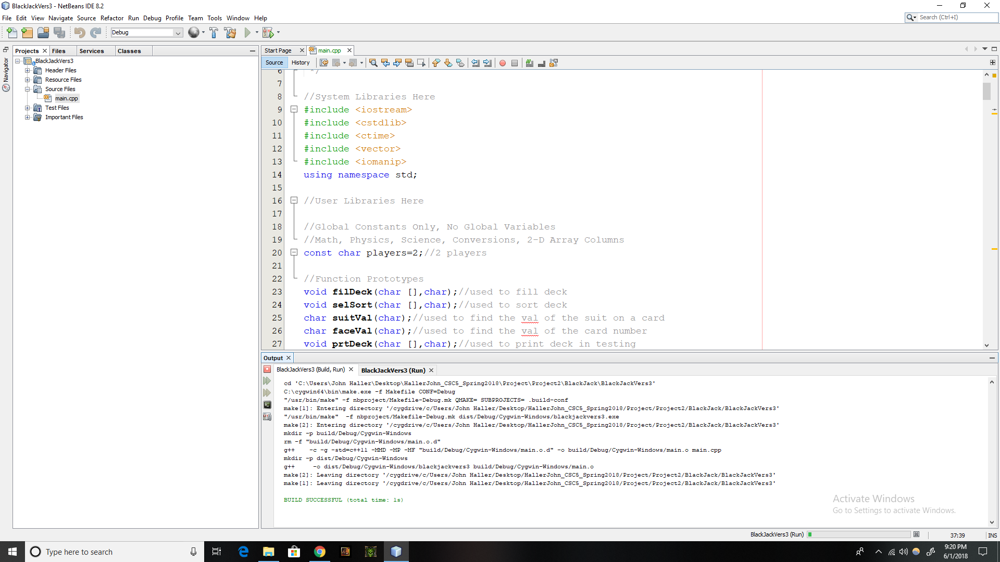 BlackJackVers3 - NetBeans IDE 8.2
File Edit View Navigate Source Refactor Run Debug Profile Team Tools Window Help
Search (Ctrl+I)
Debug
Projects Files Services Classes
Navigator
BlackJackVers3
Header Files
Resource Files
Source Files
main.cpp
Test Files
Important Files
Start Page main.cpp
Source History
6 */
7
8 //System Libraries Here
9 #include <iostream>
10 #include <cstdlib>
11 #include <ctime>
12 #include <vector>
13 #include <iomanip>
14 using namespace std;
15
16 //User Libraries Here
17
18 //Global Constants Only, No Global Variables
19 //Math, Physics, Science, Conversions, 2-D Array Columns
20 const char players=2;//2 players
21
22 //Function Prototypes
23 void filDeck(char [],char);//used to fill deck
24 void selSort(char [],char);//used to sort deck
25 char suitVal(char);//used to find the val of the suit on a card
26 char faceVal(char);//used to find the val of the card number
27 void prtDeck(char [],char);//used to print deck in testing
Output
BlackJackVers3 (Build, Run) BlackJackVers3 (Run)
cd 'C:\Users\John Haller\Desktop\HallerJohn_CSC5_Spring2018\Project\Project2\BlackJack\BlackJackVers3'
C:\cygwin64\bin\make.exe -f Makefile CONF=Debug
"/usr/bin/make" -f nbproject/Makefile-Debug.mk QMAKE= SUBPROJECTS= .build-conf
make[1]: Entering directory '/cygdrive/c/Users/John Haller/Desktop/HallerJohn_CSC5_Spring2018/Project/Project2/BlackJack/BlackJackVers3'
"/usr/bin/make"  -f nbproject/Makefile-Debug.mk dist/Debug/Cygwin-Windows/blackjackvers3.exe
make[2]: Entering directory '/cygdrive/c/Users/John Haller/Desktop/HallerJohn_CSC5_Spring2018/Project/Project2/BlackJack/BlackJackVers3'
mkdir -p build/Debug/Cygwin-Windows
rm -f "build/Debug/Cygwin-Windows/main.o.d"
g++    -c -g -std=c++11 -MMD -MP -MF "build/Debug/Cygwin-Windows/main.o.d" -o build/Debug/Cygwin-Windows/main.o main.cpp
mkdir -p dist/Debug/Cygwin-Windows
g++     -o dist/Debug/Cygwin-Windows/blackjackvers3 build/Debug/Cygwin-Windows/main.o
make[2]: Leaving directory '/cygdrive/c/Users/John Haller/Desktop/HallerJohn_CSC5_Spring2018/Project/Project2/BlackJack/BlackJackVers3'
make[1]: Leaving directory '/cygdrive/c/Users/John Haller/Desktop/HallerJohn_CSC5_Spring2018/Project/Project2/BlackJack/BlackJackVers3'
BUILD SUCCESSFUL (total time: 1s)
Activate Windows
Go to Settings to activate Windows.
BlackJackVers3 (Run) 37:39 INS
Type here to search
9:20 PM
6/1/2018